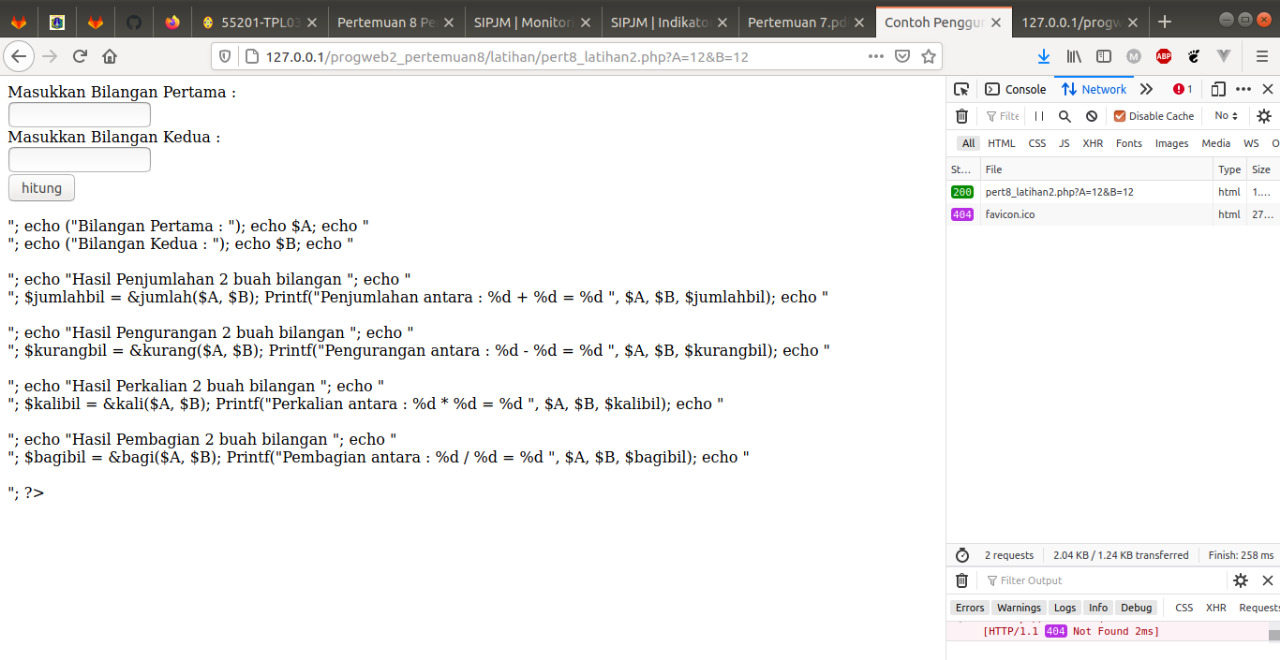 55201-TPL03
Pertemuan 8 Pe
SIPJM | Monitori
SIPJM | Indikator
Pertemuan 7.pd
Contoh Penggun
127.0.0.1/progw
127.0.0.1/progweb2_pertemuan8/latihan/pert8_latihan2.php?A=12&B=12
ABP
Masukkan Bilangan Pertama :
Masukkan Bilangan Kedua :
hitung
"; echo ("Bilangan Pertama : "); echo $A; echo "
"; echo ("Bilangan Kedua : "); echo $B; echo "
"; echo "Hasil Penjumlahan 2 buah bilangan "; echo "
"; $jumlahbil = &jumlah($A, $B); Printf("Penjumlahan antara : %d + %d = %d ", $A, $B, $jumlahbil); echo "
"; echo "Hasil Pengurangan 2 buah bilangan "; echo "
"; $kurangbil = &kurang($A, $B); Printf("Pengurangan antara : %d - %d = %d ", $A, $B, $kurangbil); echo "
"; echo "Hasil Perkalian 2 buah bilangan "; echo "
"; $kalibil = &kali($A, $B); Printf("Perkalian antara : %d * %d = %d ", $A, $B, $kalibil); echo "
"; echo "Hasil Pembagian 2 buah bilangan "; echo "
"; $bagibil = &bagi($A, $B); Printf("Pembagian antara : %d / %d = %d ", $A, $B, $bagibil); echo "
"; ?>
Console Network 1
Filte Disable Cache No
All HTML CSS JS XHR Fonts Images Media WS O
St... File Type Size
200 pert8_latihan2.php?A=12&B=12 html 1....
404 favicon.ico html 27...
2 requests 2.04 KB / 1.24 KB transferred Finish: 258 ms
Filter Output
Errors Warnings Logs Info Debug CSS XHR Requests
[HTTP/1.1 404 Not Found 2ms]